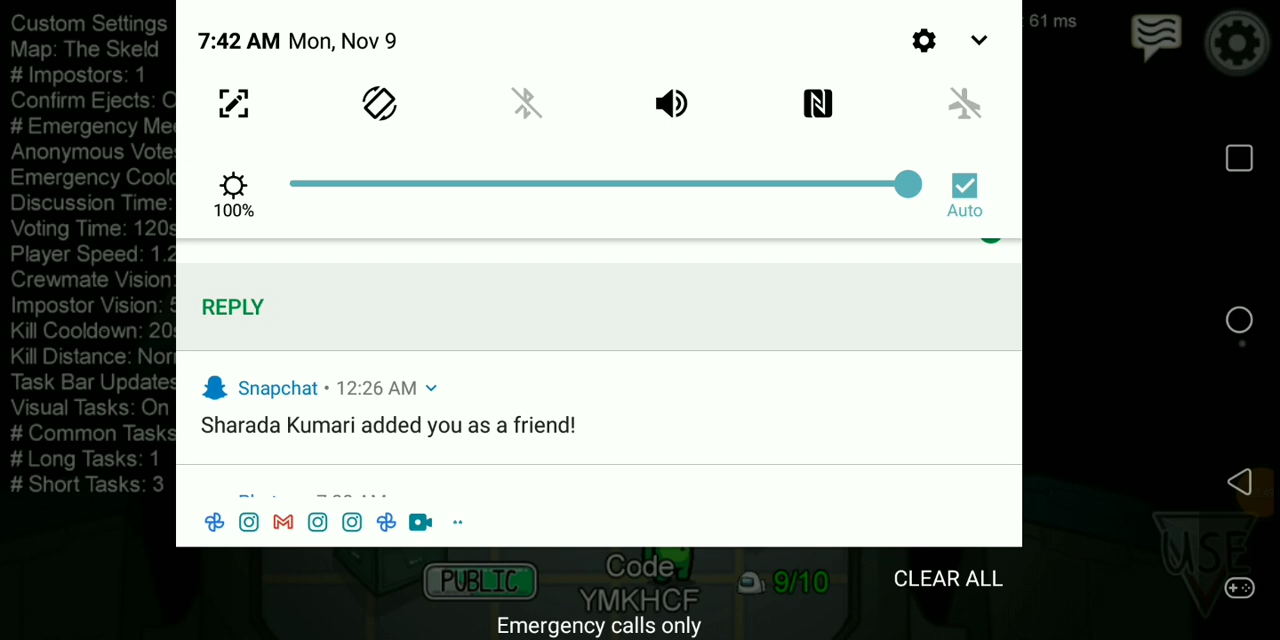 Custom Settings
Map: The Skeld
# Impostors: 1
Confirm Ejects:
# Emergency
Anonymous
Emergency
Discussion Time:
Voting Time: 120s
Player Speed: 1.2
Crewmate Vision:
Impostor Vision: 
Kill Cooldown: 20s
Kill Distance:
Task Bar Updates
Visual Tasks: On
# Common Tasks
# Long Tasks: 1
# Short Tasks: 3
7:42 AM Mon, Nov 9
: 61 ms
100%
Auto
REPLY
Snapchat • 12:26 AM
Sharada Kumari added you as a friend!
USE
PUBLIC
Code
YMKHCF
9/10
CLEAR ALL
Emergency calls only